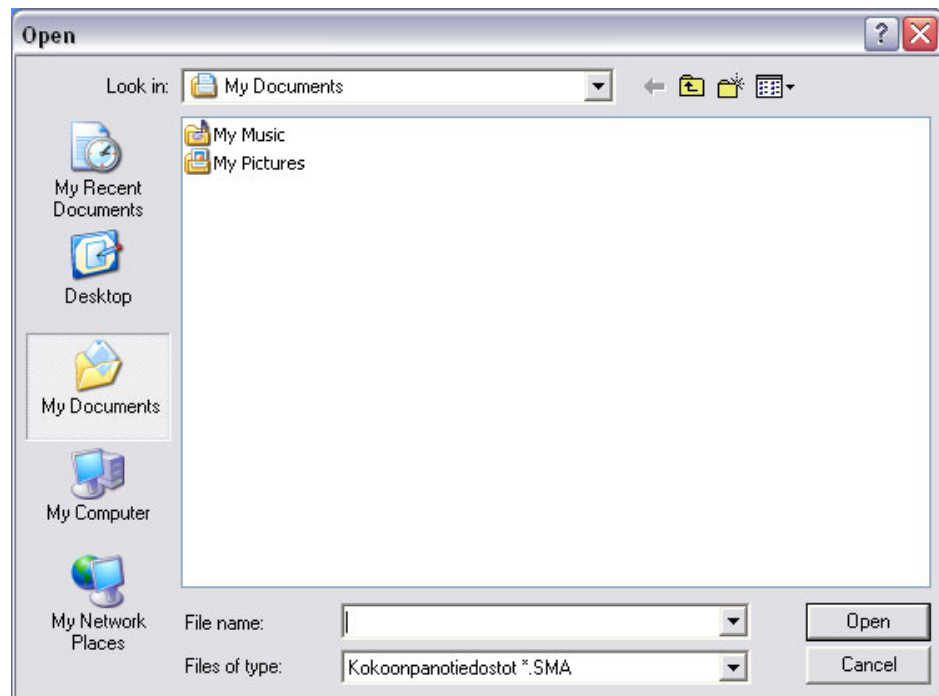 Open
Look in: My Documents
My Music
My Pictures
My Recent
Documents
Desktop
My Documents
My Computer
My Network
Places
File name:
Open
Files of type: Kokoonpanotiedostot *.SMA
Cancel